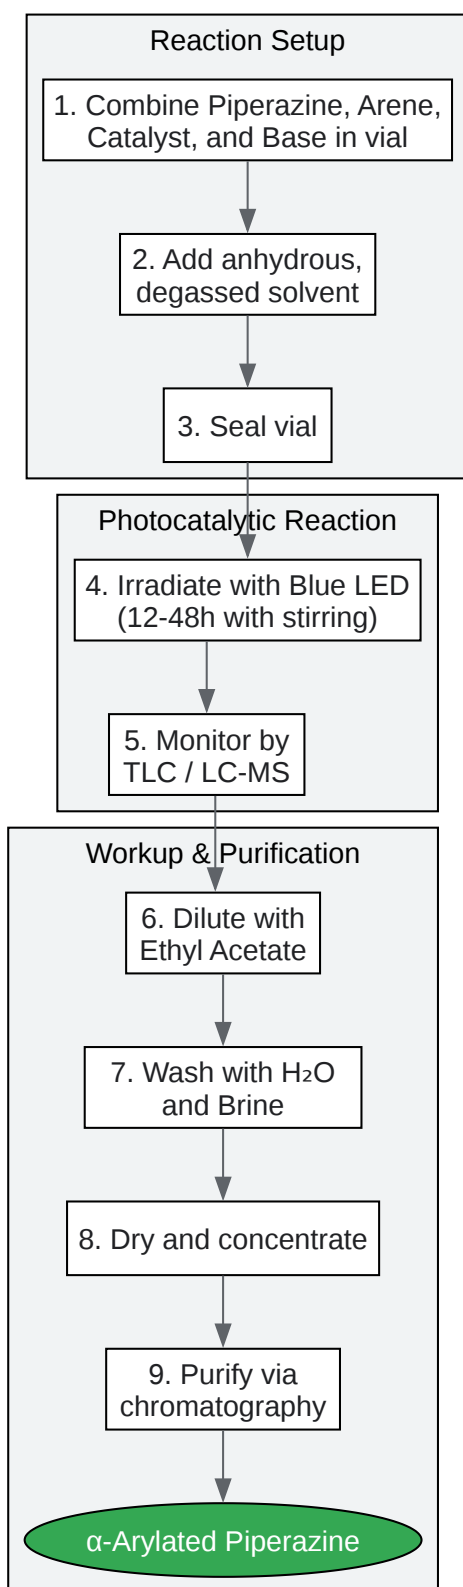 Reaction Setup
1. Combine Piperazine, Arene,
Catalyst, and Base in vial
2. Add anhydrous,
degassed solvent
3. Seal vial
Photocatalytic Reaction
4. Irradiate with Blue LED
(12-48h with stirring)
5. Monitor by
TLC / LC-MS
Workup & Purification
6. Dilute with
Ethyl Acetate
7. Wash with H₂O
and Brine
8. Dry and concentrate
9. Purify via
chromatography
α-Arylated Piperazine